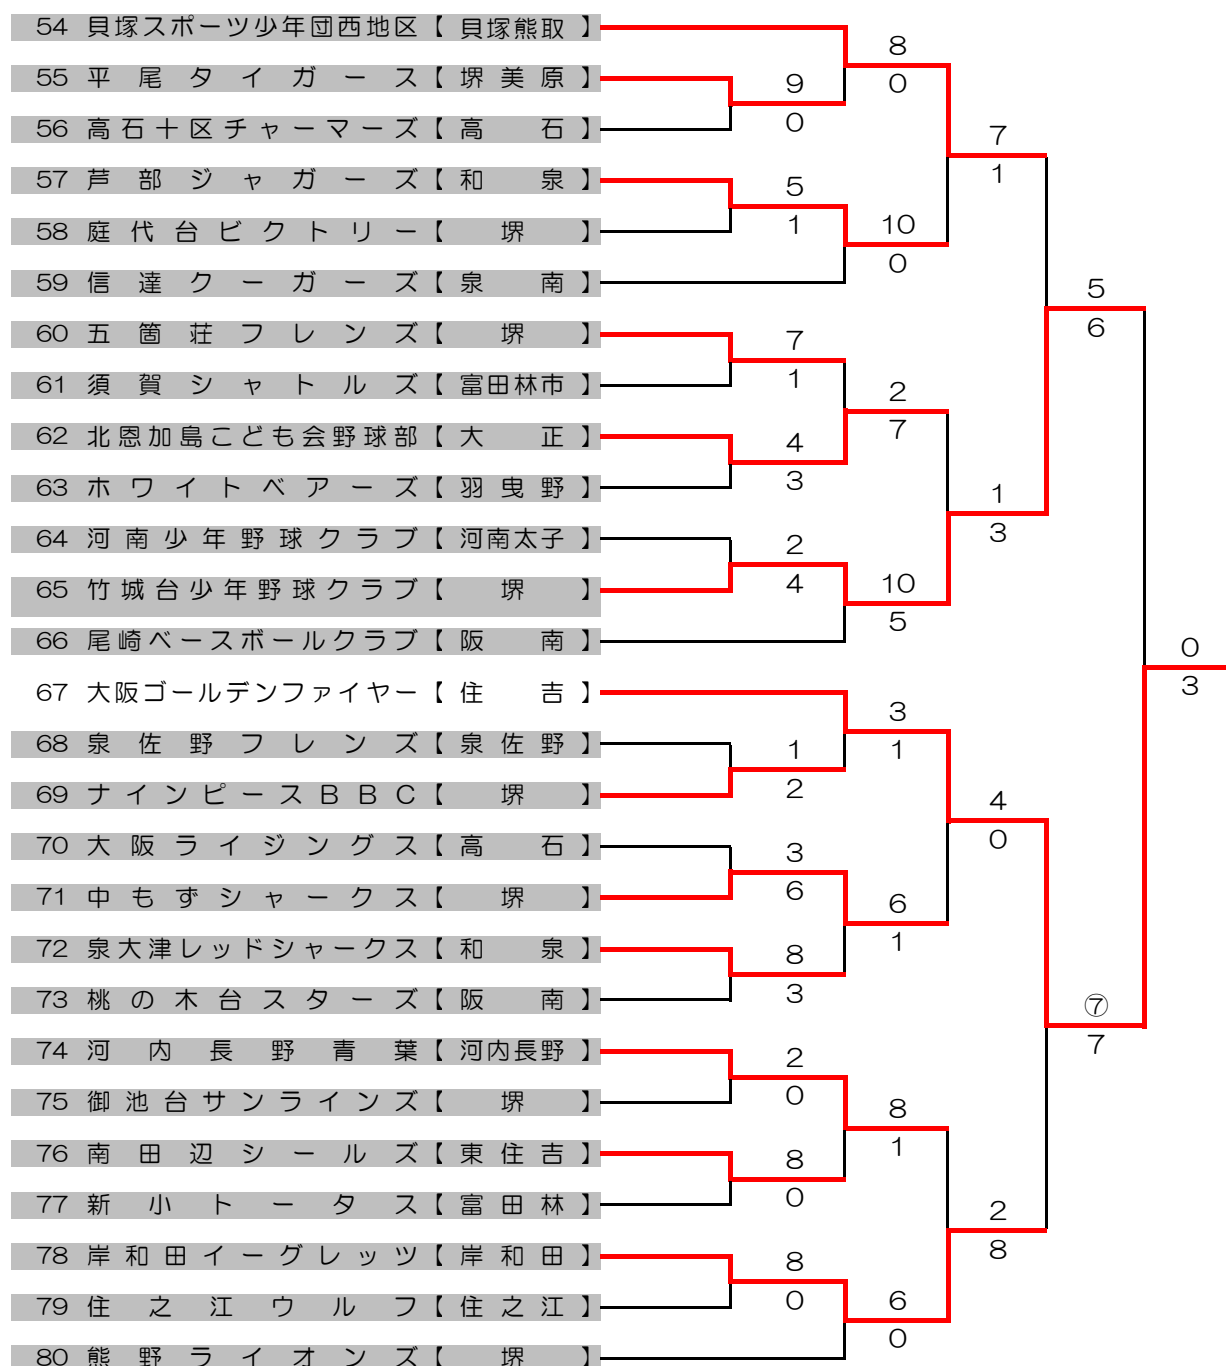 54 貝塚スポーツ少年団西地区【 貝塚熊取 】
8
0
55 平尾タイガース【 堺美原 】
9
0
56 高石十区チャーマーズ【 高石 】
7
1
57 芦部ジャガーズ【 和泉 】
5
1
58 庭代台ビクトリー【 堺 】
10
0
59 信達クーガーズ【 泉南 】
5
6
60 五箇荘フレンズ【 堺 】
7
1
61 須賀シャトルズ【 富田林市 】
2
7
62 北恩加島こども会野球部【 大正 】
4
3
63 ホワイトベアーズ【 羽曳野 】
1
3
64 河南少年野球クラブ【 河南太子 】
2
4
65 竹城台少年野球クラブ【 堺 】
10
5
66 尾崎ベースボールクラブ【 阪南 】
0
3
67 大阪ゴールデンファイヤー【 住吉 】
3
1
68 泉佐野フレンズ【 泉佐野 】
1
2
69 ナインピースBBC【 堺 】
4
0
70 大阪ライジングス【 高石 】
3
6
71 中もずシャークス【 堺 】
6
1
72 泉大津レッドシャークス【 和泉 】
8
3
73 桃の木台スターズ【 阪南 】
⑦
7
74 河内長野青葉【 河内長野 】
2
0
75 御池台サンラインズ【 堺 】
8
1
76 南田辺シールズ【 東住吉 】
8
0
77 新小トータス【 富田林 】
2
8
78 岸和田イーグレッツ【 岸和田 】
8
0
79 住之江ウルフ【 住之江 】
6
0
80 熊野ライオンズ【 堺 】